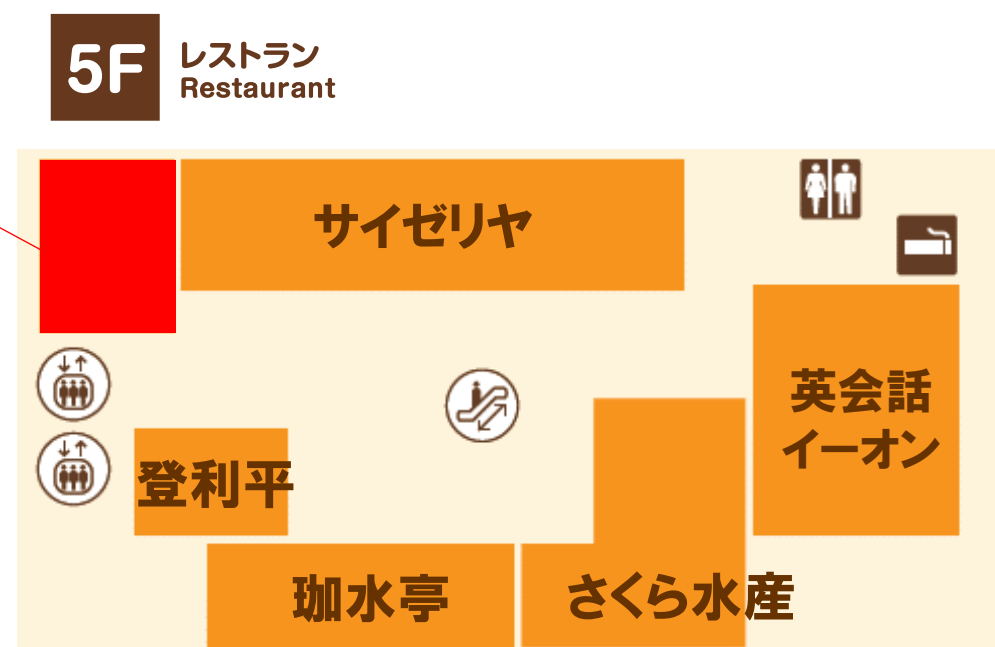 5F
レストラン
Restaurant
サイゼリヤ
英会話
イーオン
登利平
珈水亭
さくら水産